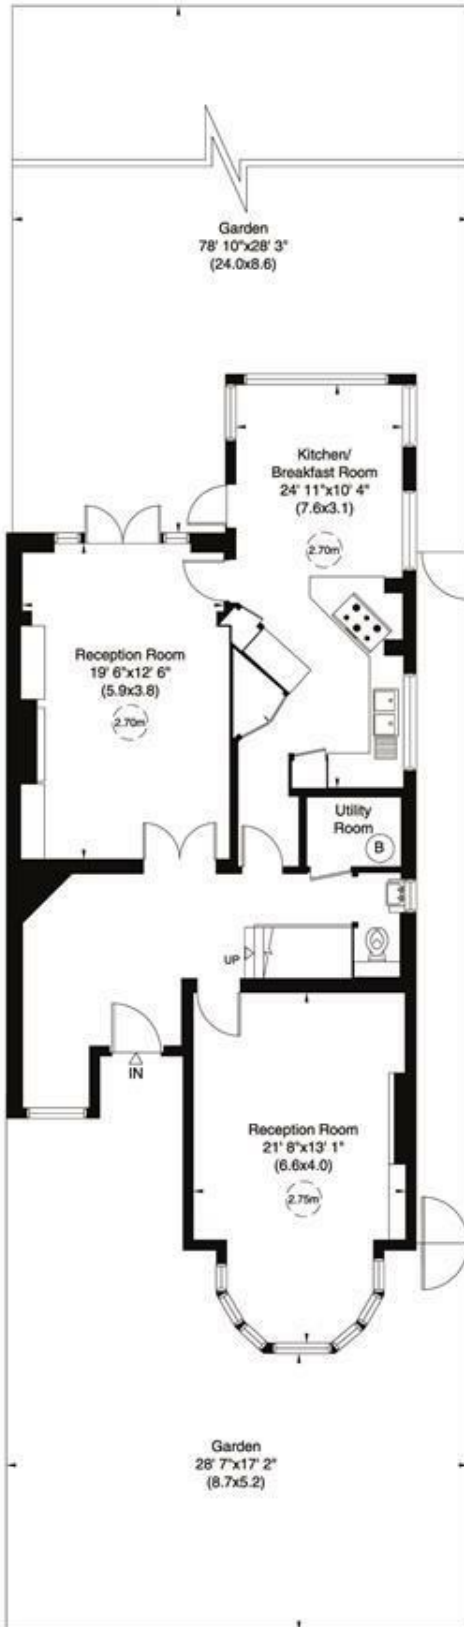 Garden
78' 10"x28' 3"
(24.0x8.6)
Kitchen/
Breakfast Room
24' 11"x10' 4"
(7.6x3.1)
2.70m
Reception Room
19' 6"x12' 6"
(5.9x3.8)
2.70m
Utility
Room
B
UP
IN
Reception Room
21' 8"x13' 1"
(6.6x4.0)
2.75m
Garden
28' 7"x17' 2"
(8.7x5.2)